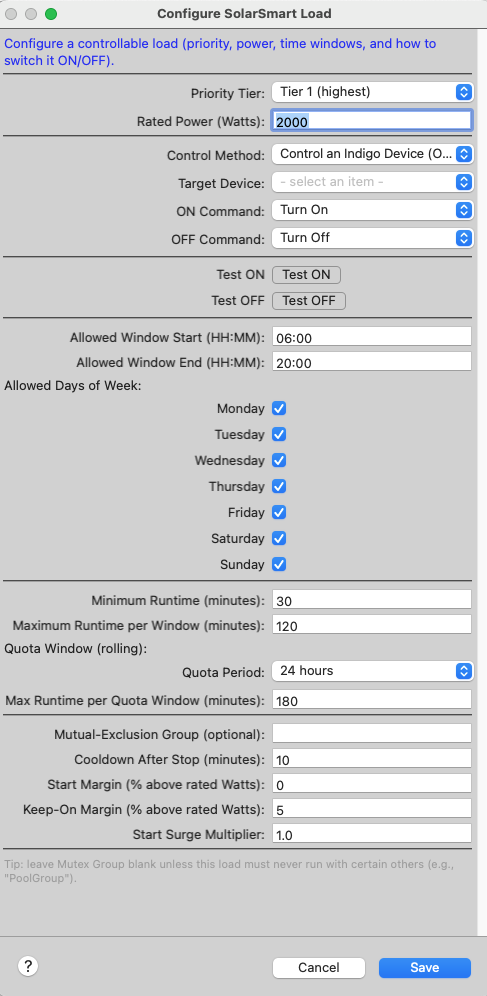 Configure SolarSmart Load
Configure a controllable load (priority, power, time windows, and how to
switch it ON/OFF).
Priority Tier: Tier 1 (highest)
Rated Power (Watts): 2000
Control Method: Control an Indigo Device (O...
Target Device: - select an item -
ON Command: Turn On
OFF Command: Turn Off
Test ON Test ON
Test OFF Test OFF
Allowed Window Start (HH:MM): 06:00
Allowed Window End (HH:MM): 20:00
Allowed Days of Week:
Monday
Tuesday
Wednesday
Thursday
Friday
Saturday
Sunday
Minimum Runtime (minutes): 30
Maximum Runtime per Window (minutes): 120
Quota Window (rolling):
Quota Period: 24 hours
Max Runtime per Quota Window (minutes): 180
Mutual-Exclusion Group (optional):
Cooldown After Stop (minutes): 10
Start Margin (% above rated Watts): 0
Keep-On Margin (% above rated Watts): 5
Start Surge Multiplier: 1.0
Tip: leave Mutex Group blank unless this load must never run with certain others (e.g.,
"PoolGroup").
? Cancel Save